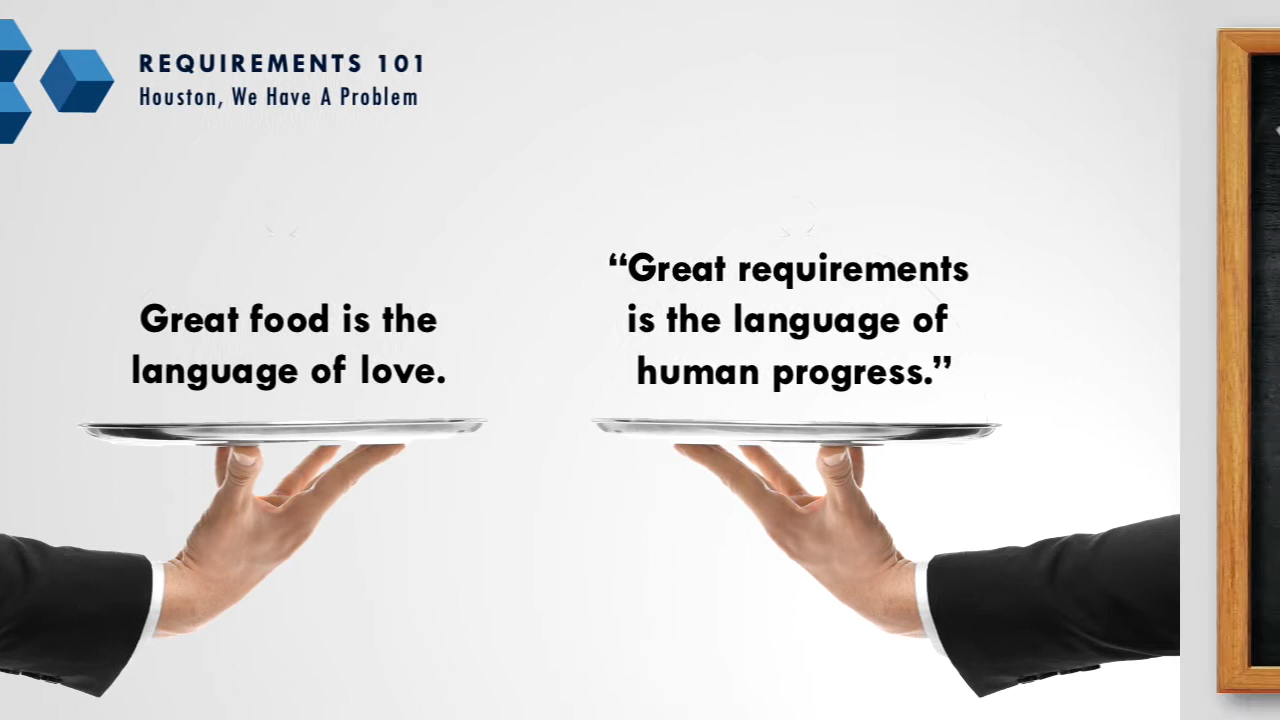 REQUIREMENTS 101
Houston, We Have A Problem
Great food is the
language of love.
“Great requirements
is the language of
human progress.”